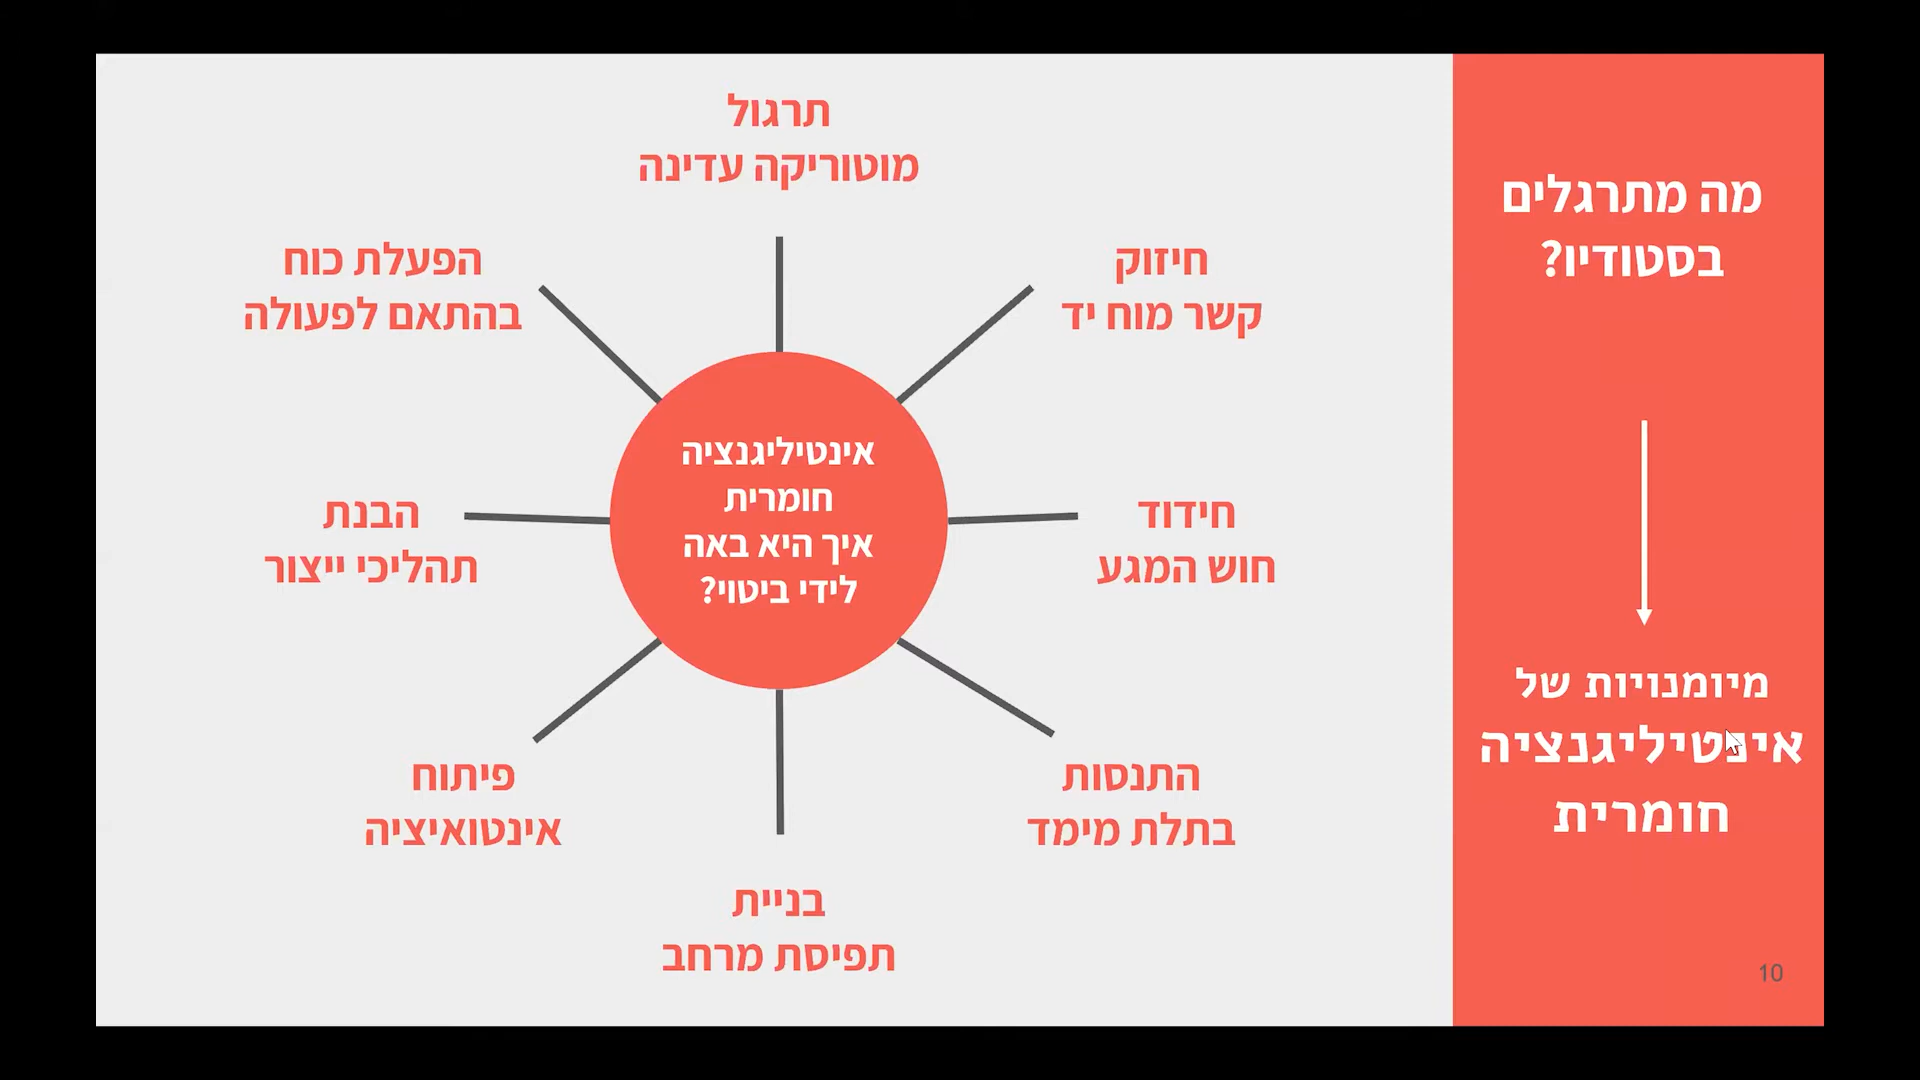 מה מתרגלים
בסטודיו?
מיומנויות של
אינטיליגנציה
חומרית
תרגול
מוטוריקה עדינה
חיזוק
קשר מוח יד
חידוד
חוש המגע
התנסות
בתלת מימד
בניית
תפיסת מרחב
פיתוח
אינטואיציה
הבנת
תהליכי ייצור
הפעלת כוח
בהתאם לפעולה
אינטיליגנציה
חומרית
איך היא באה
לידי ביטוי?
10